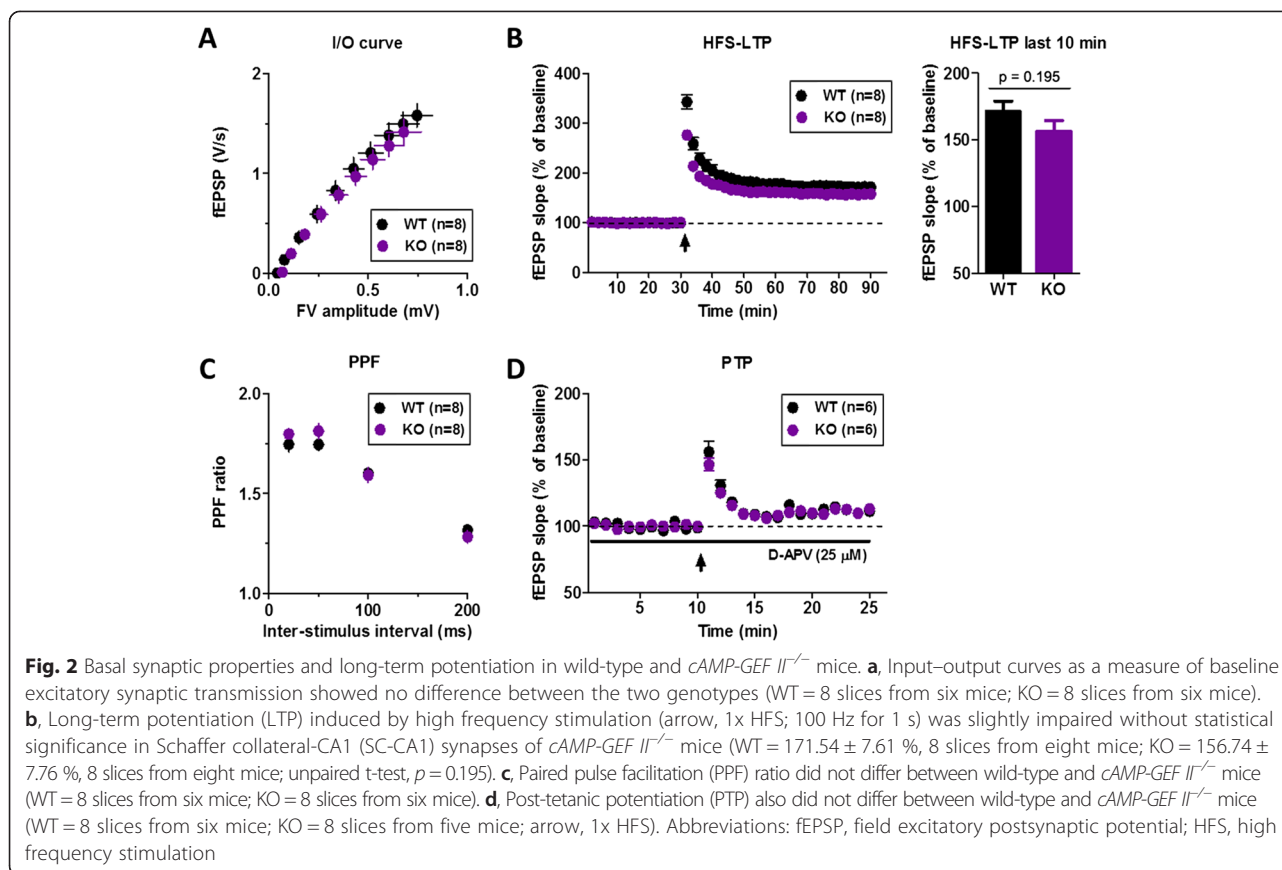 A
I/O curve
fEPSP (V/s)
2
1
0
0.0
0.5
1.0
FV amplitude (mV)
WT (n=8)
KO (n=8)
B
HFS-LTP
fEPSP slope (% of baseline)
400
300
200
100
0
10 20 30 40 50 60 70 80 90
Time (min)
WT (n=8)
KO (n=8)
HFS-LTP last 10 min
p = 0.195
fEPSP slope (% of baseline)
200
150
100
50
WT KO
C
PPF
PPF ratio
2.0
1.5
1.0
0 100 200
Inter-stimulus interval (ms)
WT (n=8)
KO (n=8)
D
PTP
fEPSP slope (% of baseline)
200
150
100
50
5 10 15 20 25
Time (min)
WT (n=6)
KO (n=6)
D-APV (25 µM)
Fig. 2 Basal synaptic properties and long-term potentiation in wild-type and cAMP-GEF II−/− mice. a, Input–output curves as a measure of baseline
excitatory synaptic transmission showed no difference between the two genotypes (WT = 8 slices from six mice; KO = 8 slices from six mice).
b, Long-term potentiation (LTP) induced by high frequency stimulation (arrow, 1x HFS; 100 Hz for 1 s) was slightly impaired without statistical
significance in Schaffer collateral-CA1 (SC-CA1) synapses of cAMP-GEF II−/− mice (WT = 171.54 ± 7.61 %, 8 slices from eight mice; KO = 156.74 ±
7.76 %, 8 slices from eight mice; unpaired t-test, p = 0.195). c, Paired pulse facilitation (PPF) ratio did not differ between wild-type and cAMP-GEF II−/− mice
(WT = 8 slices from six mice; KO = 8 slices from six mice). d, Post-tetanic potentiation (PTP) also did not differ between wild-type and cAMP-GEF II−/− mice
(WT = 8 slices from six mice; KO = 8 slices from five mice; arrow, 1x HFS). Abbreviations: fEPSP, field excitatory postsynaptic potential; HFS, high
frequency stimulation